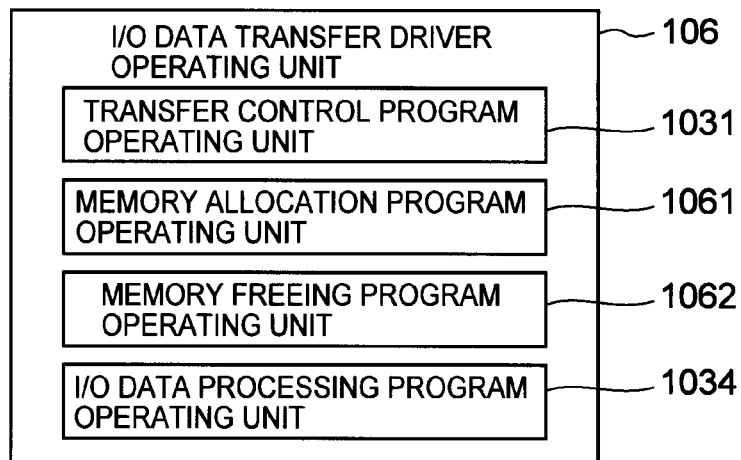 I/O DATA TRANSFER DRIVER
OPERATING UNIT
106
TRANSFER CONTROL PROGRAM
OPERATING UNIT
1031
MEMORY ALLOCATION PROGRAM
OPERATING UNIT
1061
MEMORY FREEING PROGRAM
OPERATING UNIT
1062
I/O DATA PROCESSING PROGRAM
OPERATING UNIT
1034